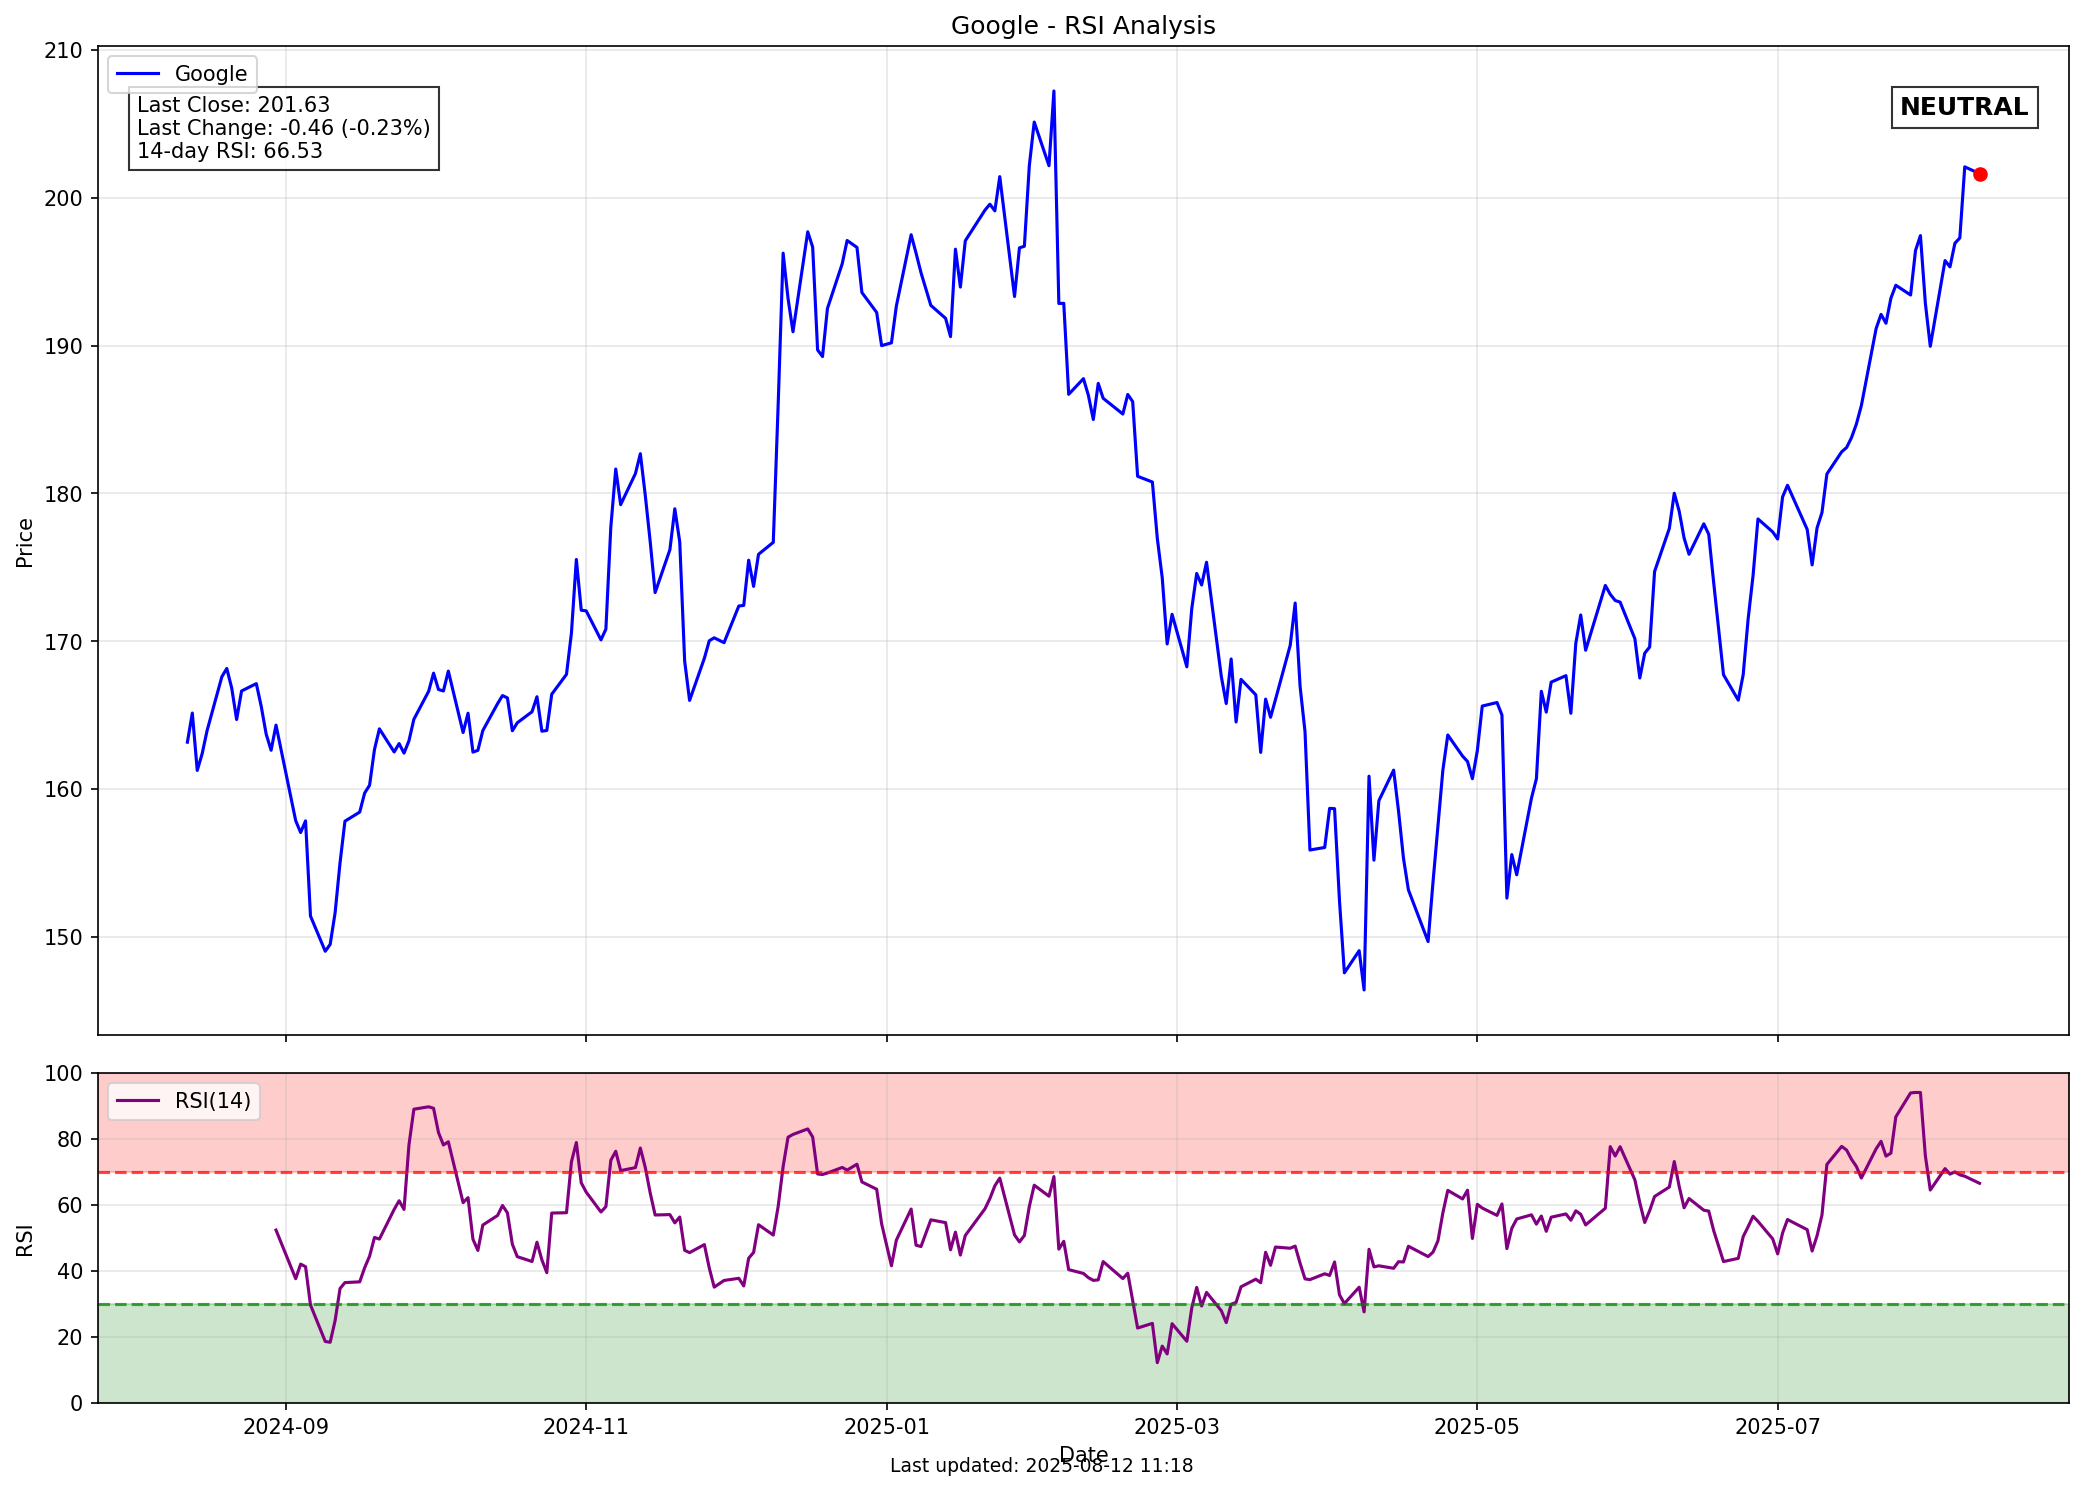 Google - RSI Analysis
210
200
190
180
170
160
150
Price
Google
Last Close: 201.63
Last Change: -0.46 (-0.23%)
14-day RSI: 66.53
NEUTRAL
100
80
60
40
20
0
RSI
RSI(14)
2024-09
2024-11
2025-01
2025-03
2025-05
2025-07
Date
Last updated: 2025-08-12 11:18